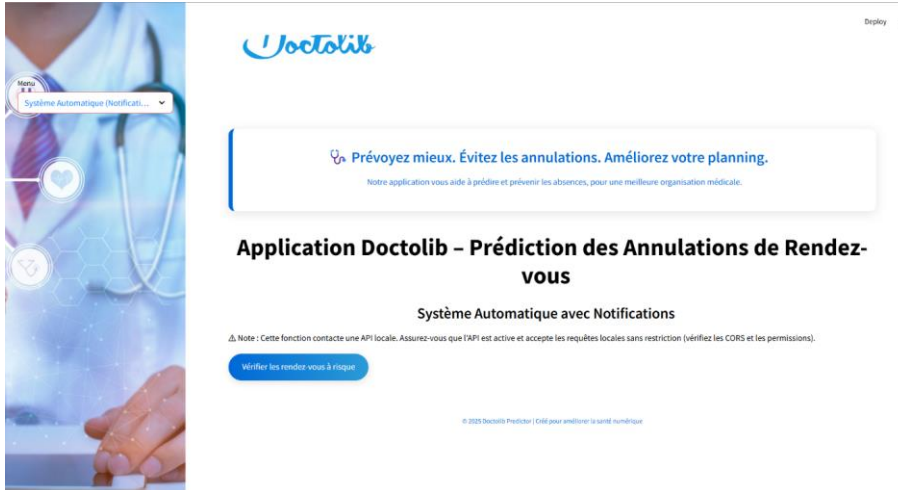 Deploy
Doctolib
Menu
Système Automatique (Notificati...
Prévoyez mieux. Évitez les annulations. Améliorez votre planning.
Notre application vous aide à prédire et prévenir les absences, pour une meilleure organisation médicale.
Application Doctolib – Prédiction des Annulations de Rendez-
vous
Système Automatique avec Notifications
⚠ Note : Cette fonction contacte une API locale. Assurez-vous que l'API est active et accepte les requêtes locales sans restriction (vérifiez les CORS et les permissions).
Vérifier les rendez-vous à risque
© 2025 Doctolib Predictor | Créé pour améliorer la santé numérique